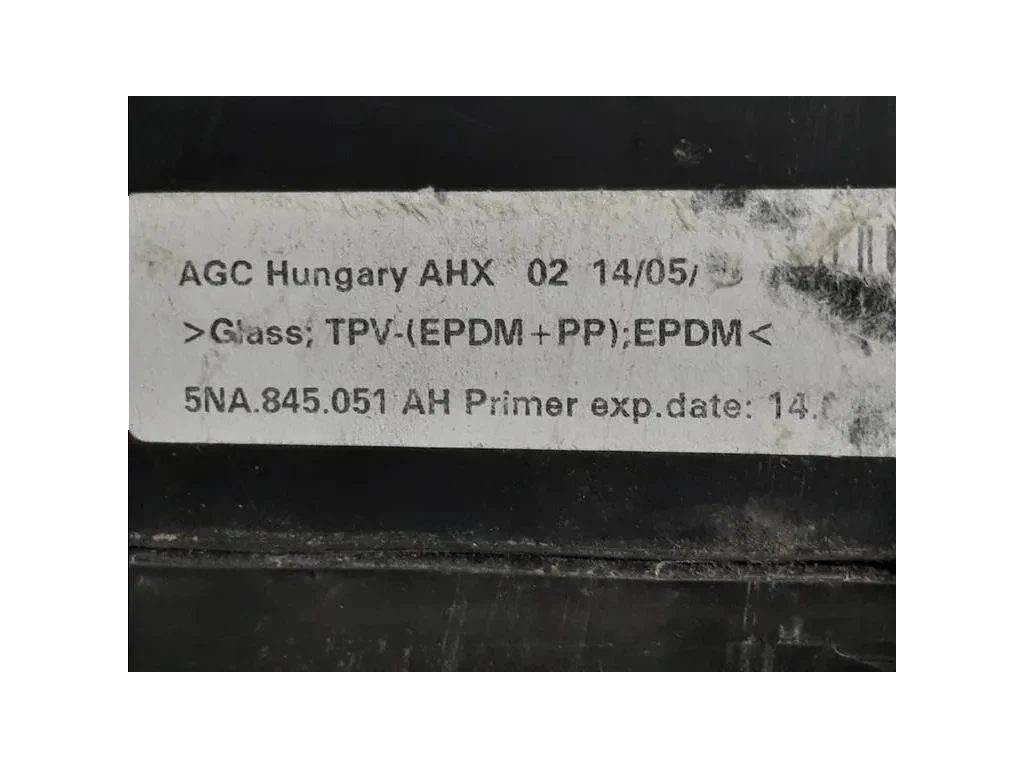 AGC Hungary AHX 02 14/05/
>Glass; TPV-(EPDM+PP);EPDM<
5NA.845.051 AH Primer exp.date: 14.